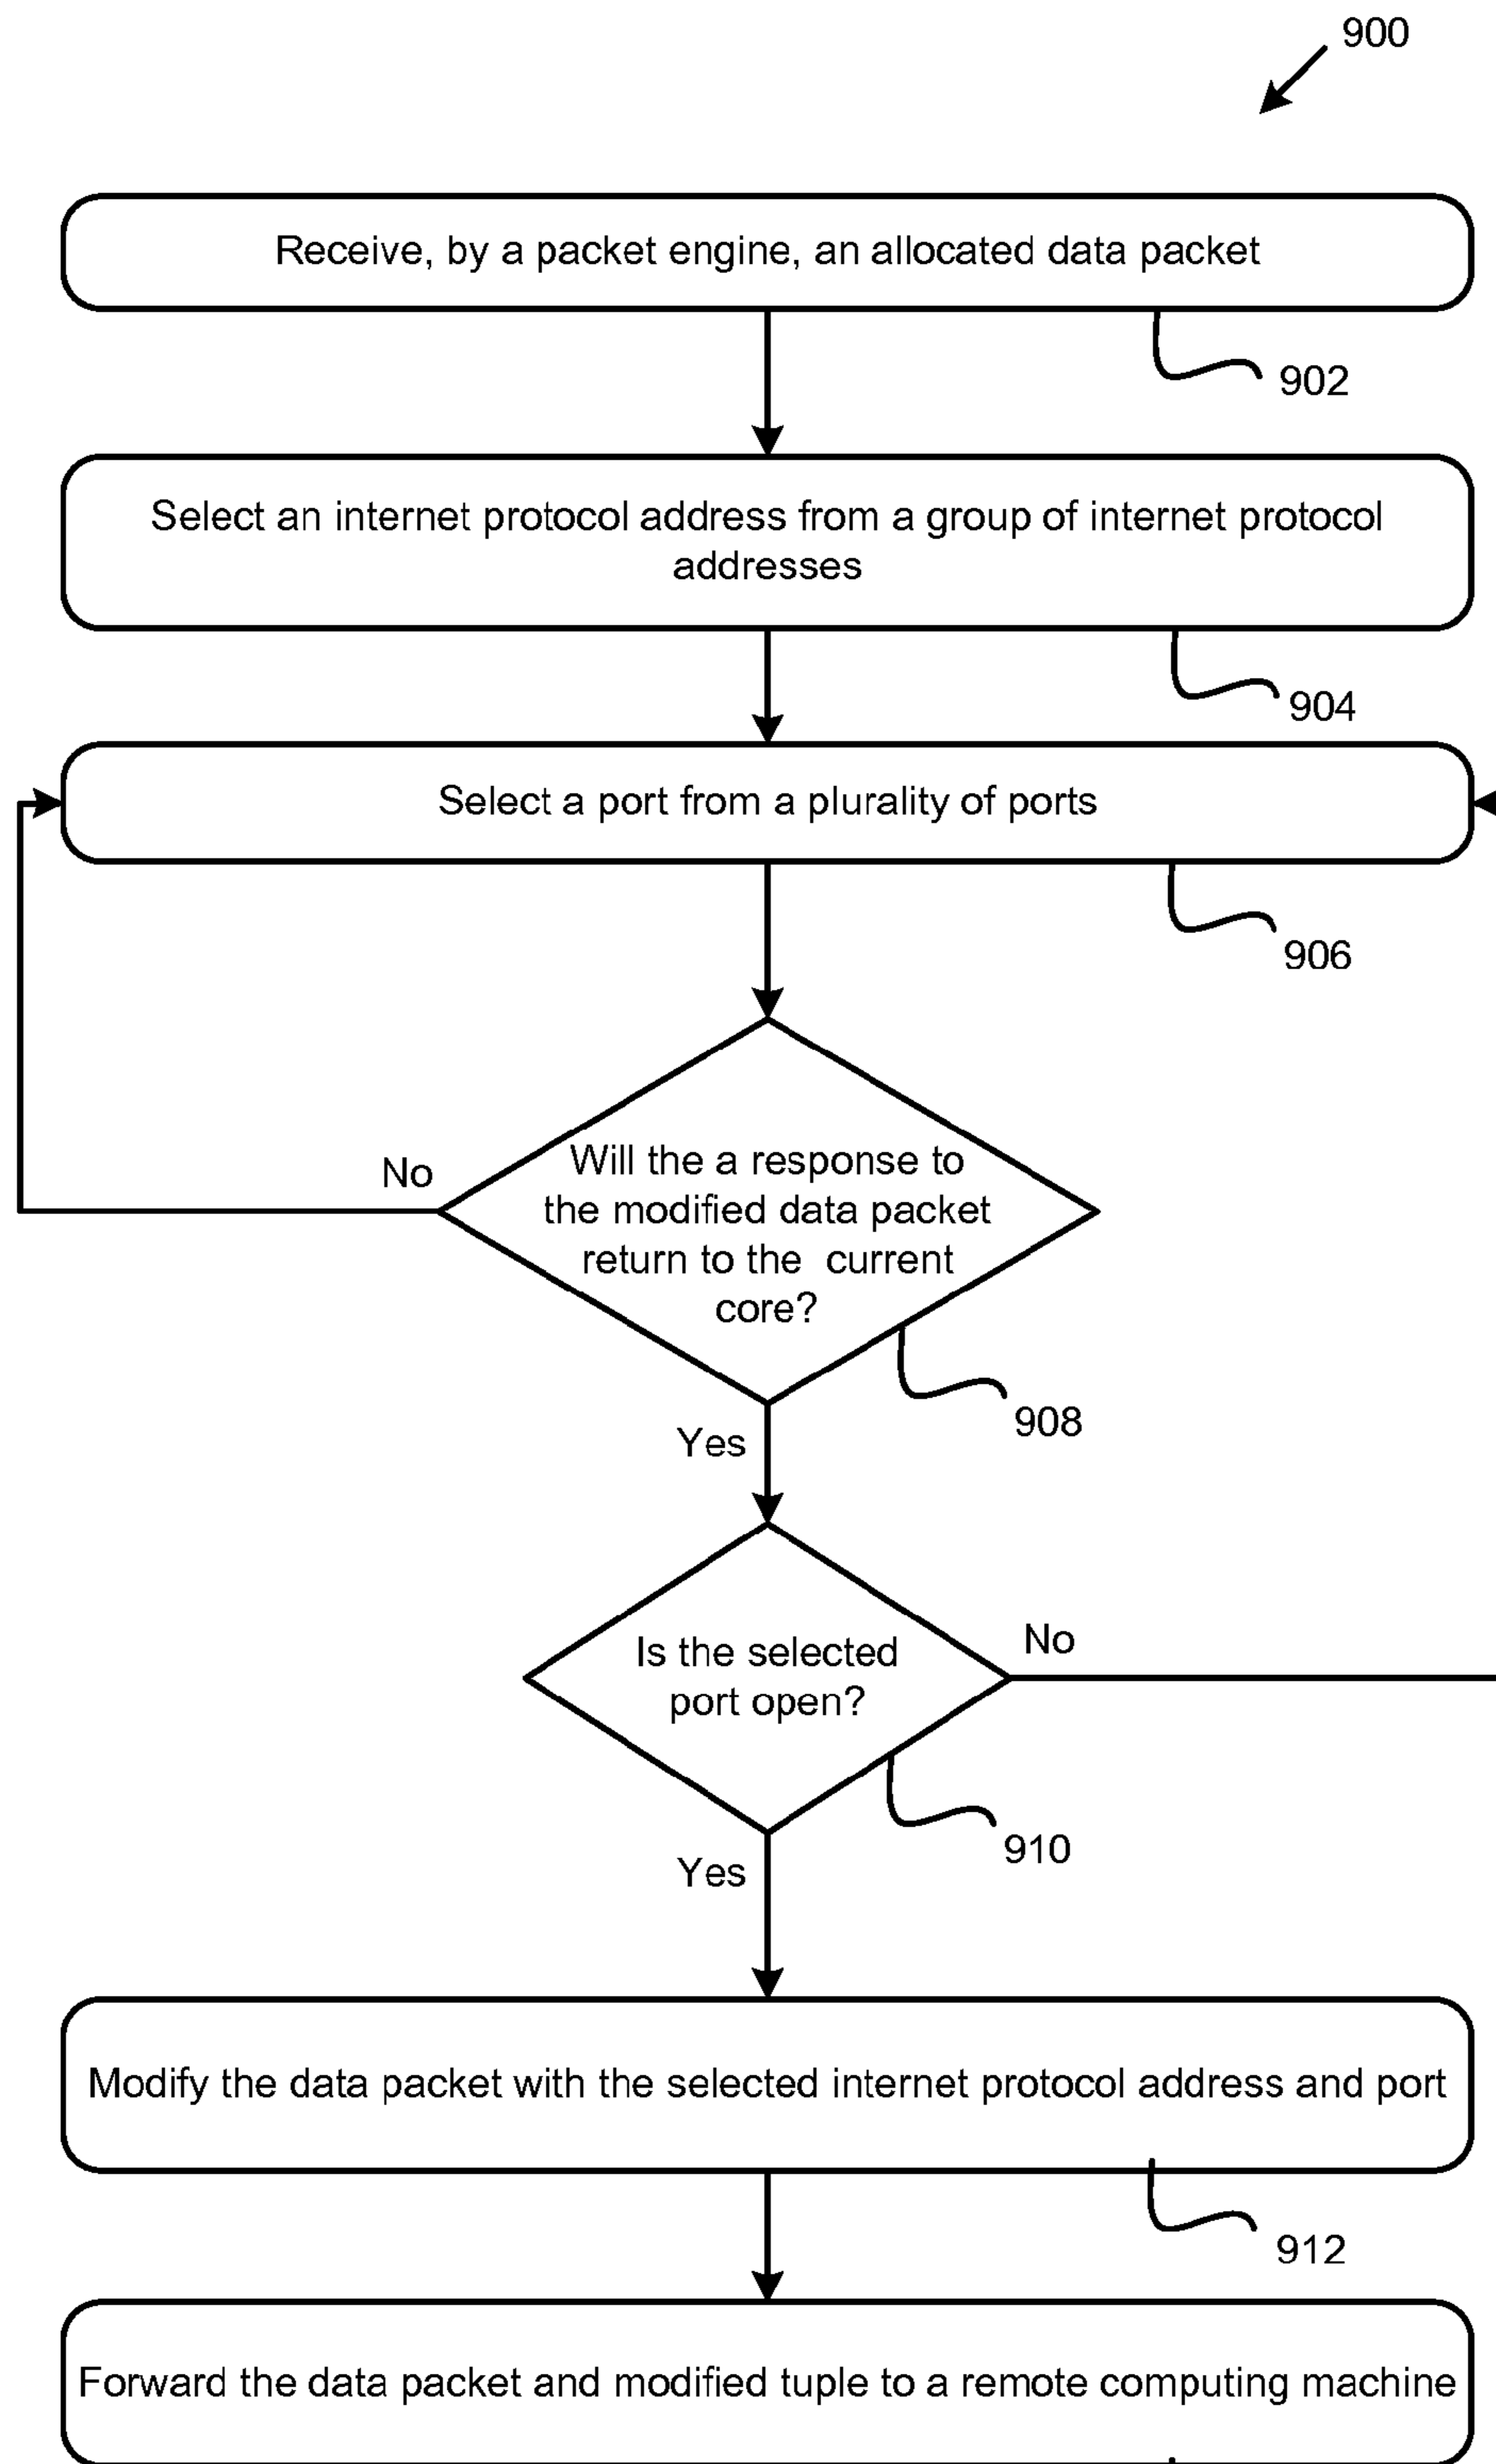 900
Receive, by a packet engine, an allocated data packet
902
Select an internet protocol address from a group of internet protocol
addresses
904
Select a port from a plurality of ports
906
Will the a response to
the modified data packet
return to the current
core?
No
908
Yes
Is the selected
port open?
No
910
Yes
Modify the data packet with the selected internet protocol address and port
912
Forward the data packet and modified tuple to a remote computing machine